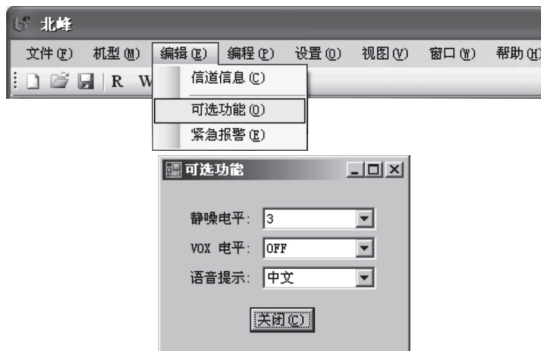 北峰
文件(F) 机型(M) 编辑(E) 编程(P) 设置(O) 视图(V) 窗口(W) 帮助(H)
R W
信道信息(C)
可选功能(O)
紧急报警(E)
可选功能
静噪电平: 3
VOX 电平: OFF
语音提示: 中文
关闭(C)